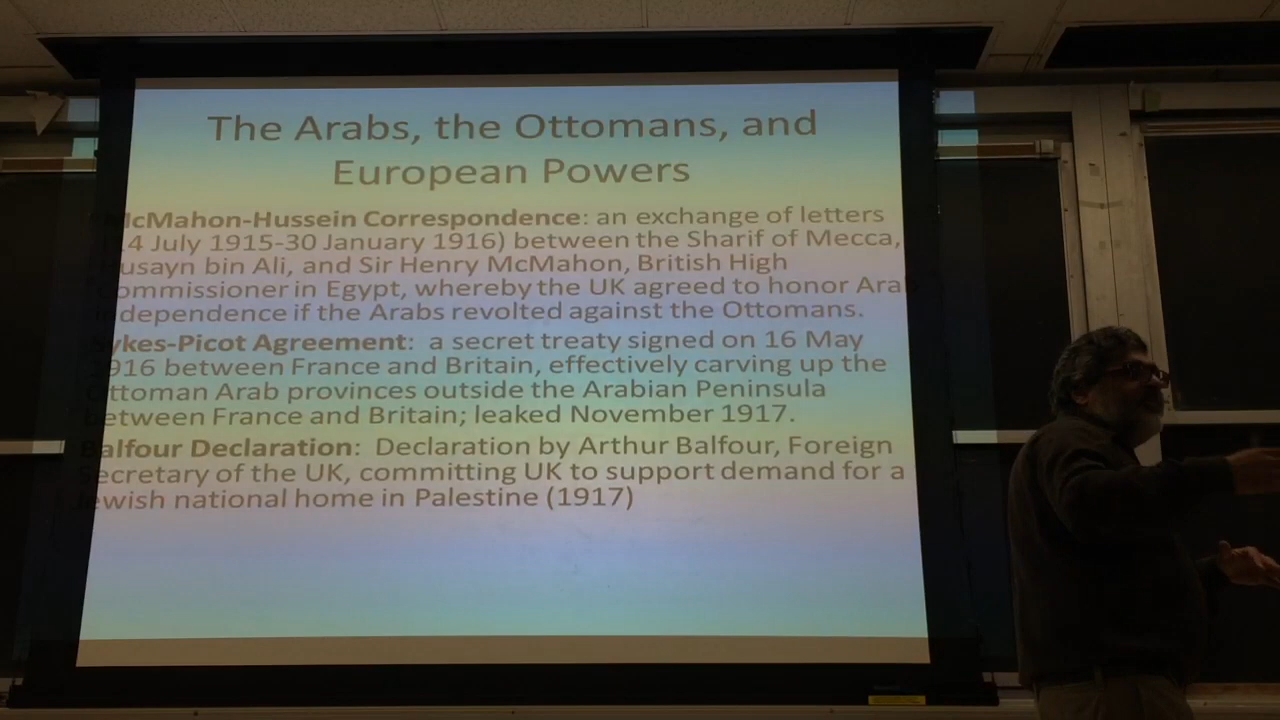 The Arabs, the Ottomans, and
European Powers
McMahon-Hussein Correspondence: an exchange of letters
14 July 1915-30 January 1916) between the Sharif of Mecca,
usayn bin Ali, and Sir Henry McMahon, British High
ommissioner in Egypt, whereby the UK agreed to honor Arab
independence if the Arabs revolted against the Ottomans.
ykes-Picot Agreement: a secret treaty signed on 16 May
1916 between France and Britain, effectively carving up the
Ottoman Arab provinces outside the Arabian Peninsula
between France and Britain; leaked November 1917.
Balfour Declaration: Declaration by Arthur Balfour, Foreign
Secretary of the UK, committing UK to support demand for a
Jewish national home in Palestine (1917)